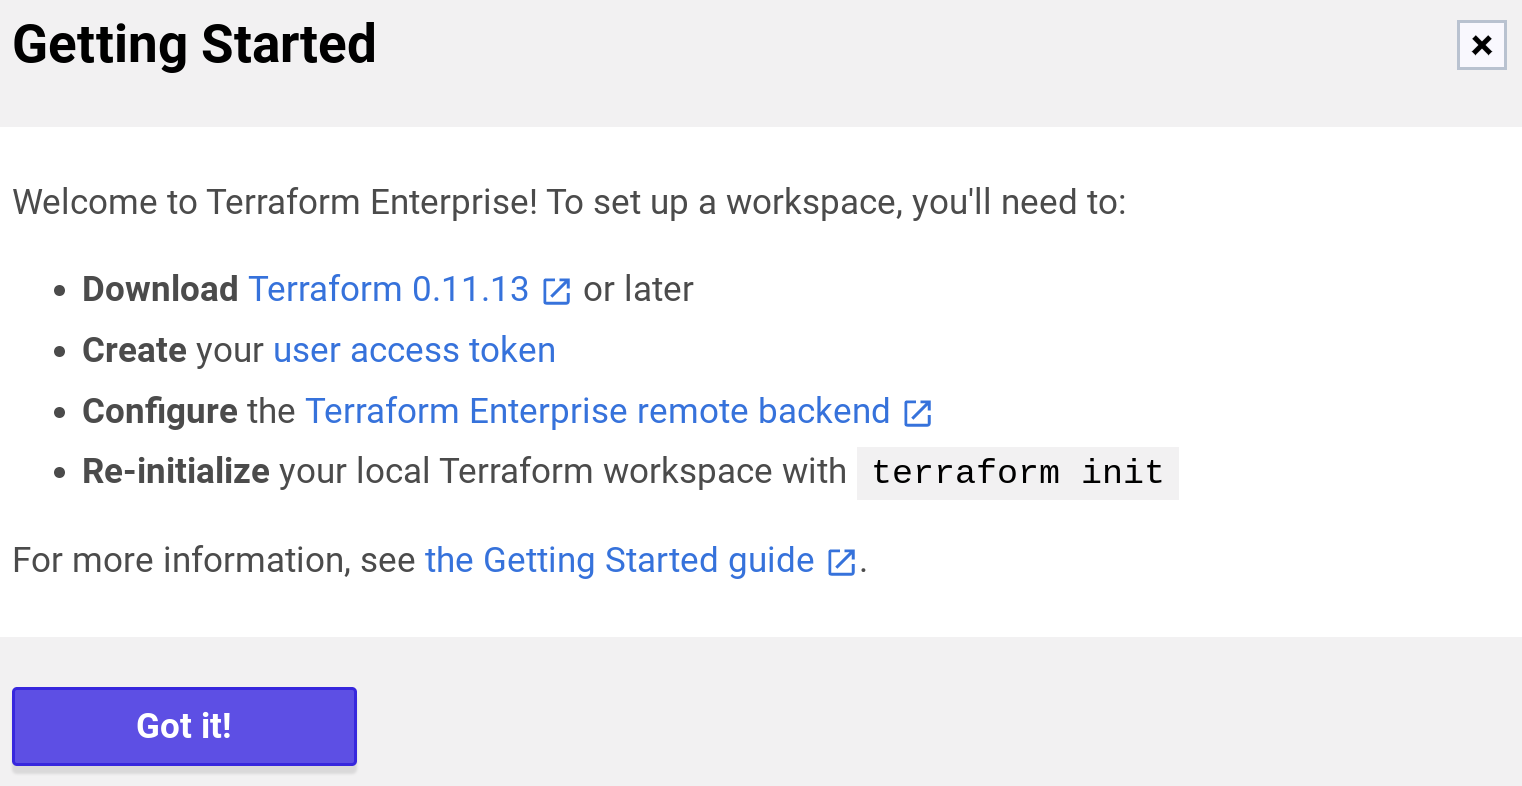 Getting Started
Welcome to Terraform Enterprise! To set up a workspace, you'll need to:
• Download Terraform 0.11.13 or later
• Create your user access token
• Configure the Terraform Enterprise remote backend
• Re-initialize your local Terraform workspace with terraform init
For more information, see the Getting Started guide .
Got it!